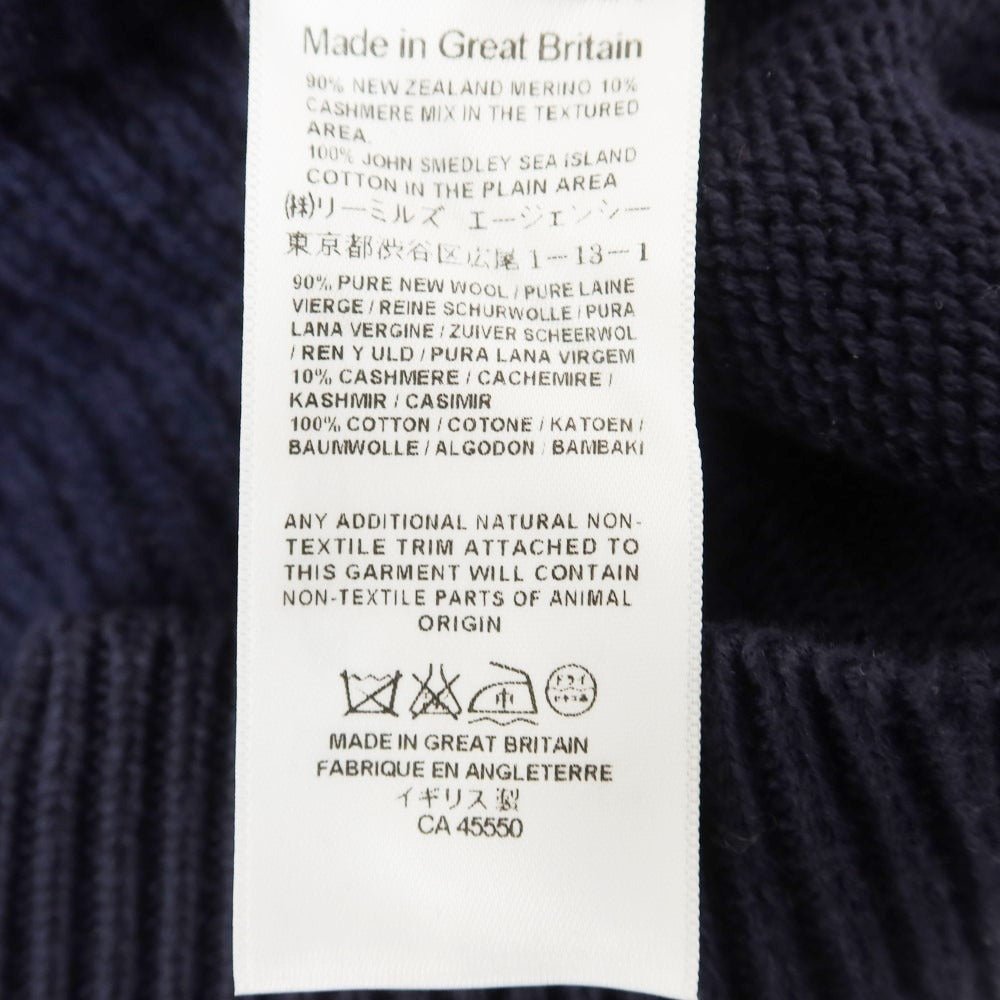 Made in Great Britain
90% NEW ZEALAND MERINO 10%
CASHMERE MIX IN THE TEXTURED
AREA.
100% JOHN SMEDLEY SEA ISLAND
COTTON IN THE PLAIN AREA
㈱リーミルズ エージェンシー
東京都渋谷区広尾1-13-1
90% PURE NEW WOOL / PURE LAINE
VIERGE / REINE SCHURWOLLE / PURA
LANA VERGINE / ZUIVER SCHEERWOL
/ REN Y ULD / PURA LANA VIRGEM
10% CASHMERE / CACHEMIRE /
KASHMIR / CASIMIR
100% COTTON / COTONE / KATOEN /
BAUMWOLLE / ALGODON / BAMBAKI
ANY ADDITIONAL NATURAL NON-
TEXTILE TRIM ATTACHED TO
THIS GARMENT WILL CONTAIN
NON-TEXTILE PARTS OF ANIMAL
ORIGIN
中 ドライ
MADE IN GREAT BRITAIN
FABRIQUE EN ANGLETERRE
イギリス製
CA 45550